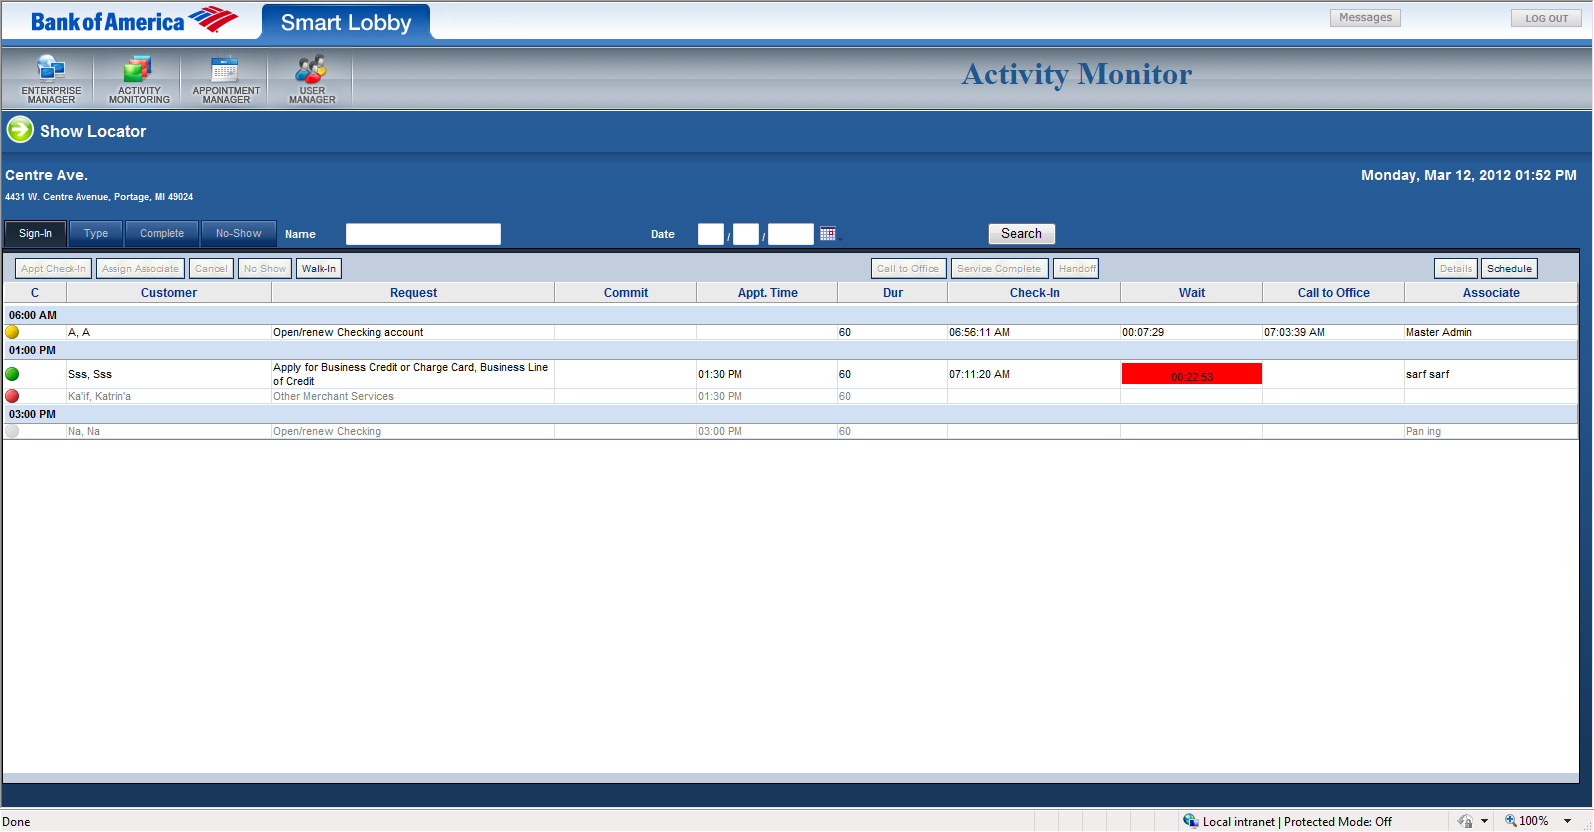 Bank of America
Smart Lobby
Messages
LOG OUT
ENTERPRISE
MANAGER
ACTIVITY
MONITORING
APPOINTMENT
MANAGER
USER
MANAGER
Activity Monitor
Show Locator
Centre Ave.
Monday, Mar 12, 2012 01:52 PM
4431 W. Centre Avenue, Portage, MI 49024
Sign-In Type Complete No-Show Name Date / / Search
Appt Check-In Assign Associate Cancel No Show Walk-In Call to Office Service Complete Handoff Details Schedule
C Customer Request Commit Appt. Time Dur Check-In Wait Call to Office Associate
06:00 AM
A, A Open/renew Checking account 60 06:56:11 AM 00:07:29 07:03:39 AM Master Admin
01:00 PM
Sss, Sss Apply for Business Credit or Charge Card, Business Line
of Credit 01:30 PM 60 07:11:20 AM 00:22:53 sarf sarf
Ka'if, Katrin'a Other Merchant Services 01:30 PM 60
03:00 PM
Na, Na Open/renew Checking 03:00 PM 60 Pan ing
Done Local intranet | Protected Mode: Off 100%